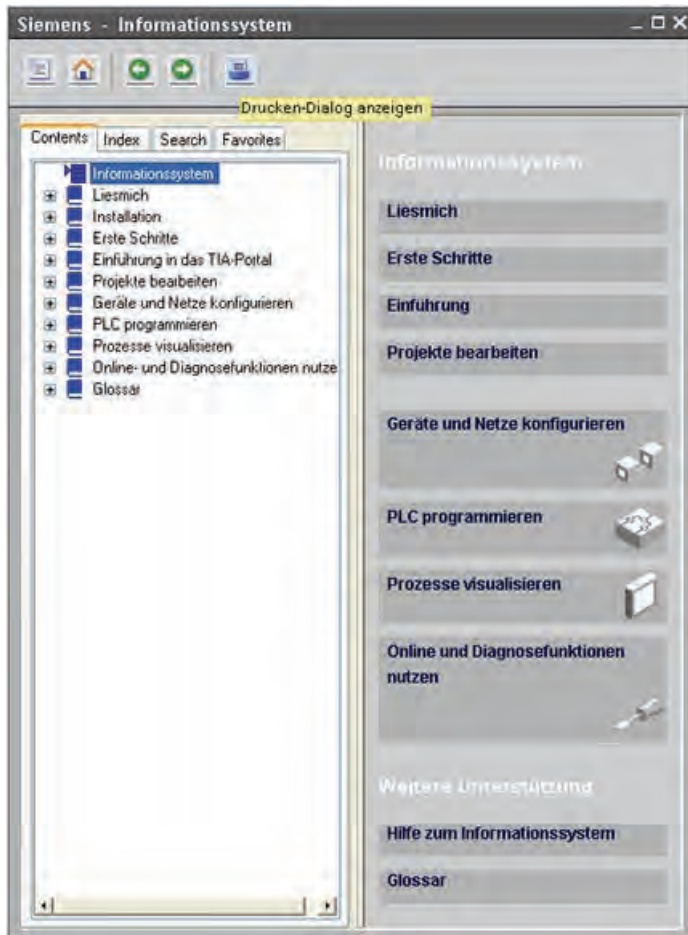 Siemens - Informationssystem
Drucken-Dialog anzeigen
Contents Index Search Favorites
Informationssystem
Liesmich
Installation
Erste Schritte
Einführung in das TIA-Portal
Projekte bearbeiten
Geräte und Netze konfigurieren
PLC programmieren
Prozesse visualisieren
Online- und Diagnosefunktionen nutze
Glossar
Informationssystem
Liesmich
Erste Schritte
Einführung
Projekte bearbeiten
Geräte und Netze konfigurieren
PLC programmieren
Prozesse visualisieren
Online und Diagnosefunktionen
nutzen
Weitere Unterstützung
Hilfe zum Informationssystem
Glossar